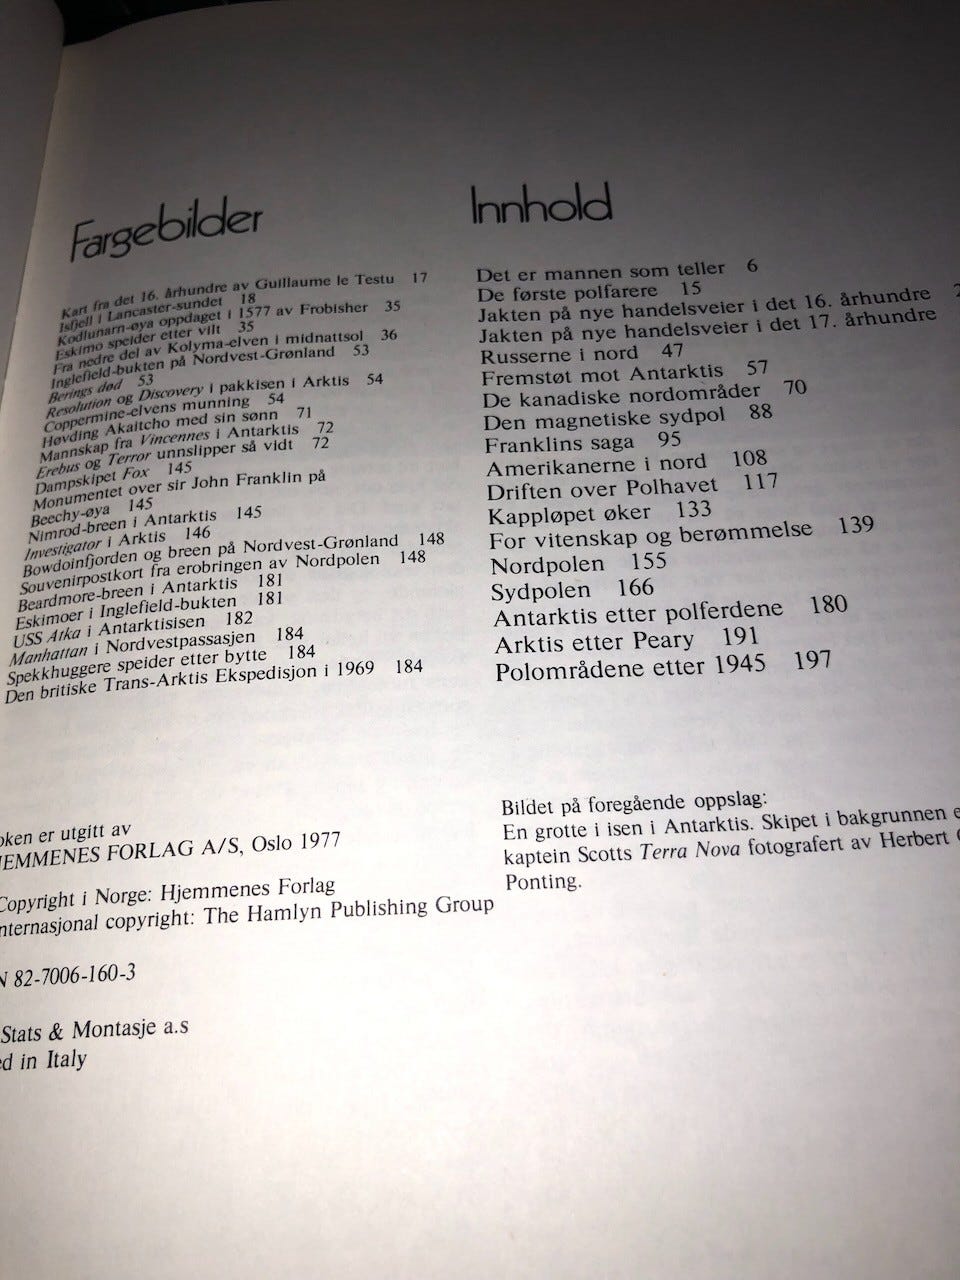 Fargebilder
Kart fra det 16. århundre av Guillaume le Testu 17
Isfjell i Lancaster-sundet 18
Kodlunarn-øya oppdaget i 1577 av Frobisher 35
Eskimo speider etter vilt 35
Fra nedre del av Kolyma-elven i midnattsol 36
Inglefield-bukten på Nordvest-Grønland 53
Berings død 53
Resolution og Discovery i pakkisen i Arktis 54
Coppermine-elvens munning 54
Høvding Akaitcho med sin sønn 71
Mannskap fra Vincennes i Antarktis 72
Erebus og Terror unnslipper så vidt 72
Dampskipet Fox 145
Monumentet over sir John Franklin på
Beechy-øya 145
Nimrod-breen i Antarktis 145
Investigator i Arktis 146
Bowdoinfjorden og breen på Nordvest-Grønland 148
Souvenirpostkort fra erobringen av Nordpolen 148
Beardmore-breen i Antarktis 181
Eskimoer i Inglefield-bukten 181
USS Atka i Antarktisisen 182
Manhattan i Nordvestpassasjen 184
Spekkhuggere speider etter bytte 184
Den britiske Trans-Arktis Ekspedisjon i 1969 184
oken er utgitt av
JEMMENES FORLAG A/S, Oslo 1977
Copyright i Norge: Hjemmenes Forlag
nternasjonal copyright: The Hamlyn Publishing Group
N 82-7006-160-3
Stats & Montasje a.s
ed in Italy
Innhold
Det er mannen som teller 6
De første polfarere 15
Jakten på nye handelsveier i det 16. århundre
Jakten på nye handelsveier i det 17. århundre
Russerne i nord 47
Fremstøt mot Antarktis 57
De kanadiske nordområder 70
Den magnetiske sydpol 88
Franklins saga 95
Amerikanerne i nord 108
Driften over Polhavet 117
Kappløpet øker 133
For vitenskap og berømmelse 139
Nordpolen 155
Sydpolen 166
Antarktis etter polferdene 180
Arktis etter Peary 191
Polområdene etter 1945 197
Bildet på foregående oppslag:
En grotte i isen i Antarktis. Skipet i bakgrunnen e
kaptein Scotts Terra Nova fotografert av Herbert
Ponting.